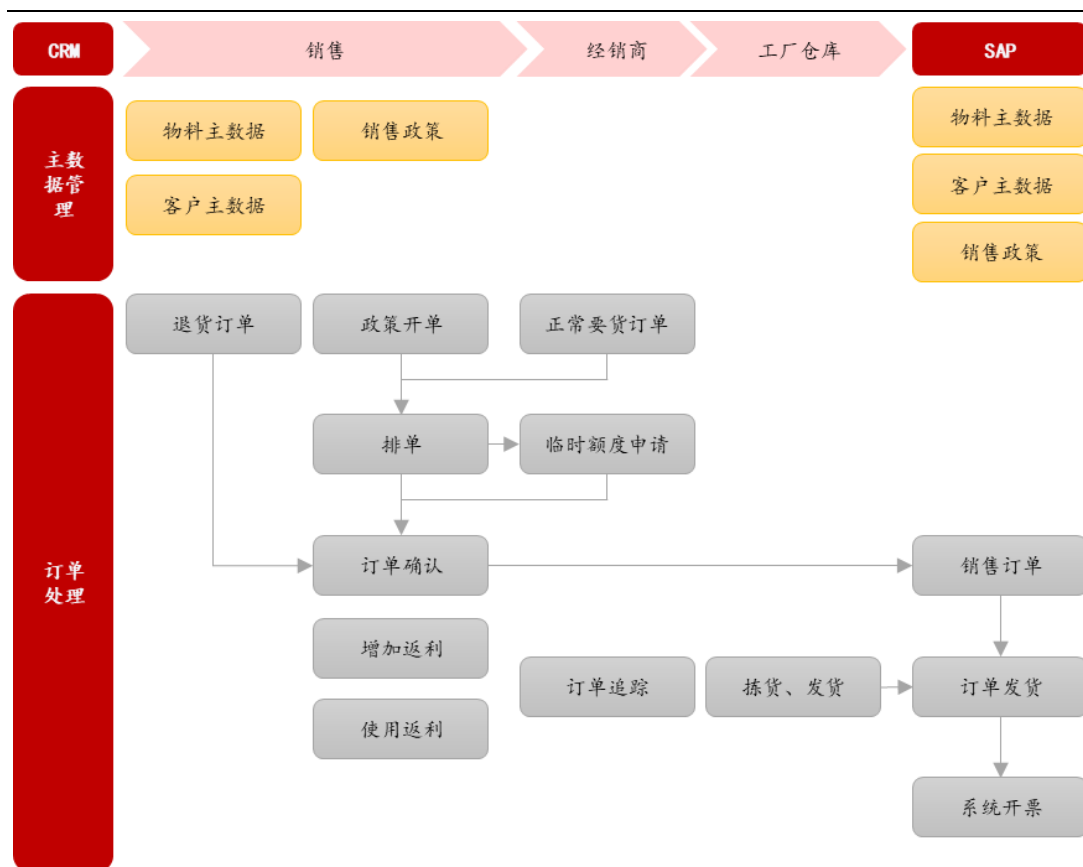 CRM
销售
经销商
工厂仓库
SAP
主数
据管
理
物料主数据
销售政策
客户主数据
物料主数据
客户主数据
销售政策
订单
处理
退货订单
政策开单
正常要货订单
排单
临时额度申请
订单确认
销售订单
增加返利
订单追踪
拣货、发货
订单发货
使用返利
系统开票